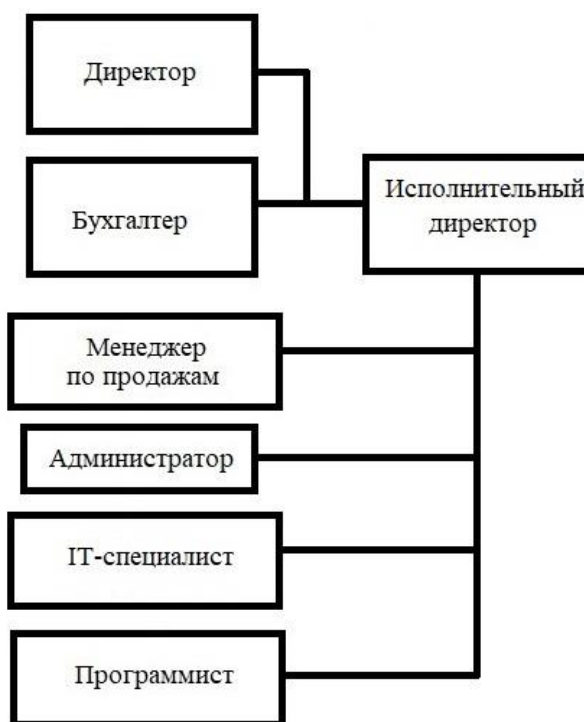 Директор
Бухгалтер
Исполнительный
директор
Менеджер
по продажам
Администратор
IT-специалист
Программист